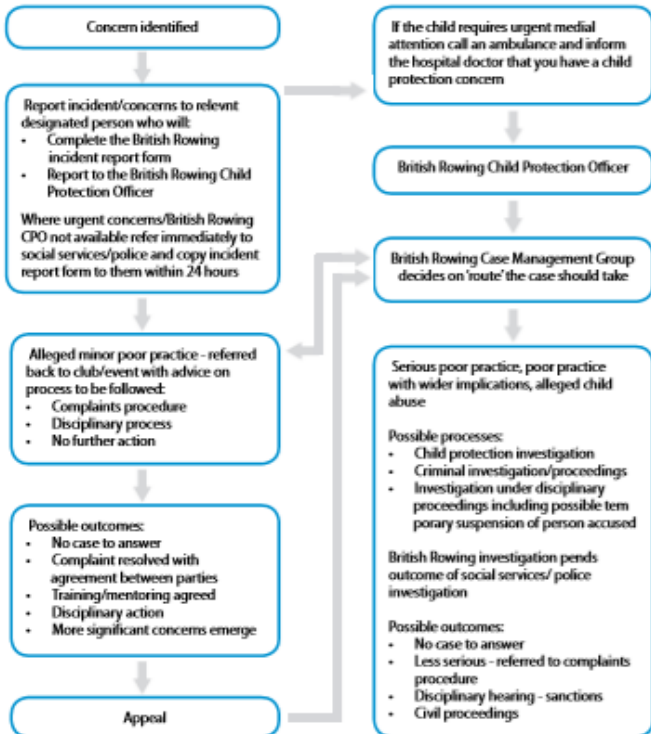 Concern identified
Report incident/concerns to relevnt
designated person who will:
• Complete the British Rowing
incident report form
• Report to the British Rowing Child
Protection Officer
Where urgent concerns/British Rowing
CPO not available refer immediately to
social services/police and copy incident
report form to them within 24 hours
Alleged minor poor practice - referred
back to club/event with advice on
process to be followed:
• Complaints procedure
• Disciplinary process
• No further action
Possible outcomes:
• No case to answer
• Complaint resolved with
agreement between parties
• Training/mentoring agreed
• Disciplinary action
• More significant concerns emerge
Appeal
If the child requires urgent medial
attention call an ambulance and inform
the hospital doctor that you have a child
protection concern
British Rowing Child Protection Officer
British Rowing Case Management Group
decides on 'route' the case should take
Serious poor practice, poor practice
with wider implications, alleged child
abuse
Possible processes:
• Child protection investigation
• Criminal investigation/proceedings
• Investigation under disciplinary
proceedings including possible tem
porary suspension of person accused
British Rowing investigation pends
outcome of social services/ police
investigation
Possible outcomes:
• No case to answer
• Less serious - referred to complaints
procedure
• Disciplinary hearing - sanctions
• Civil proceedings